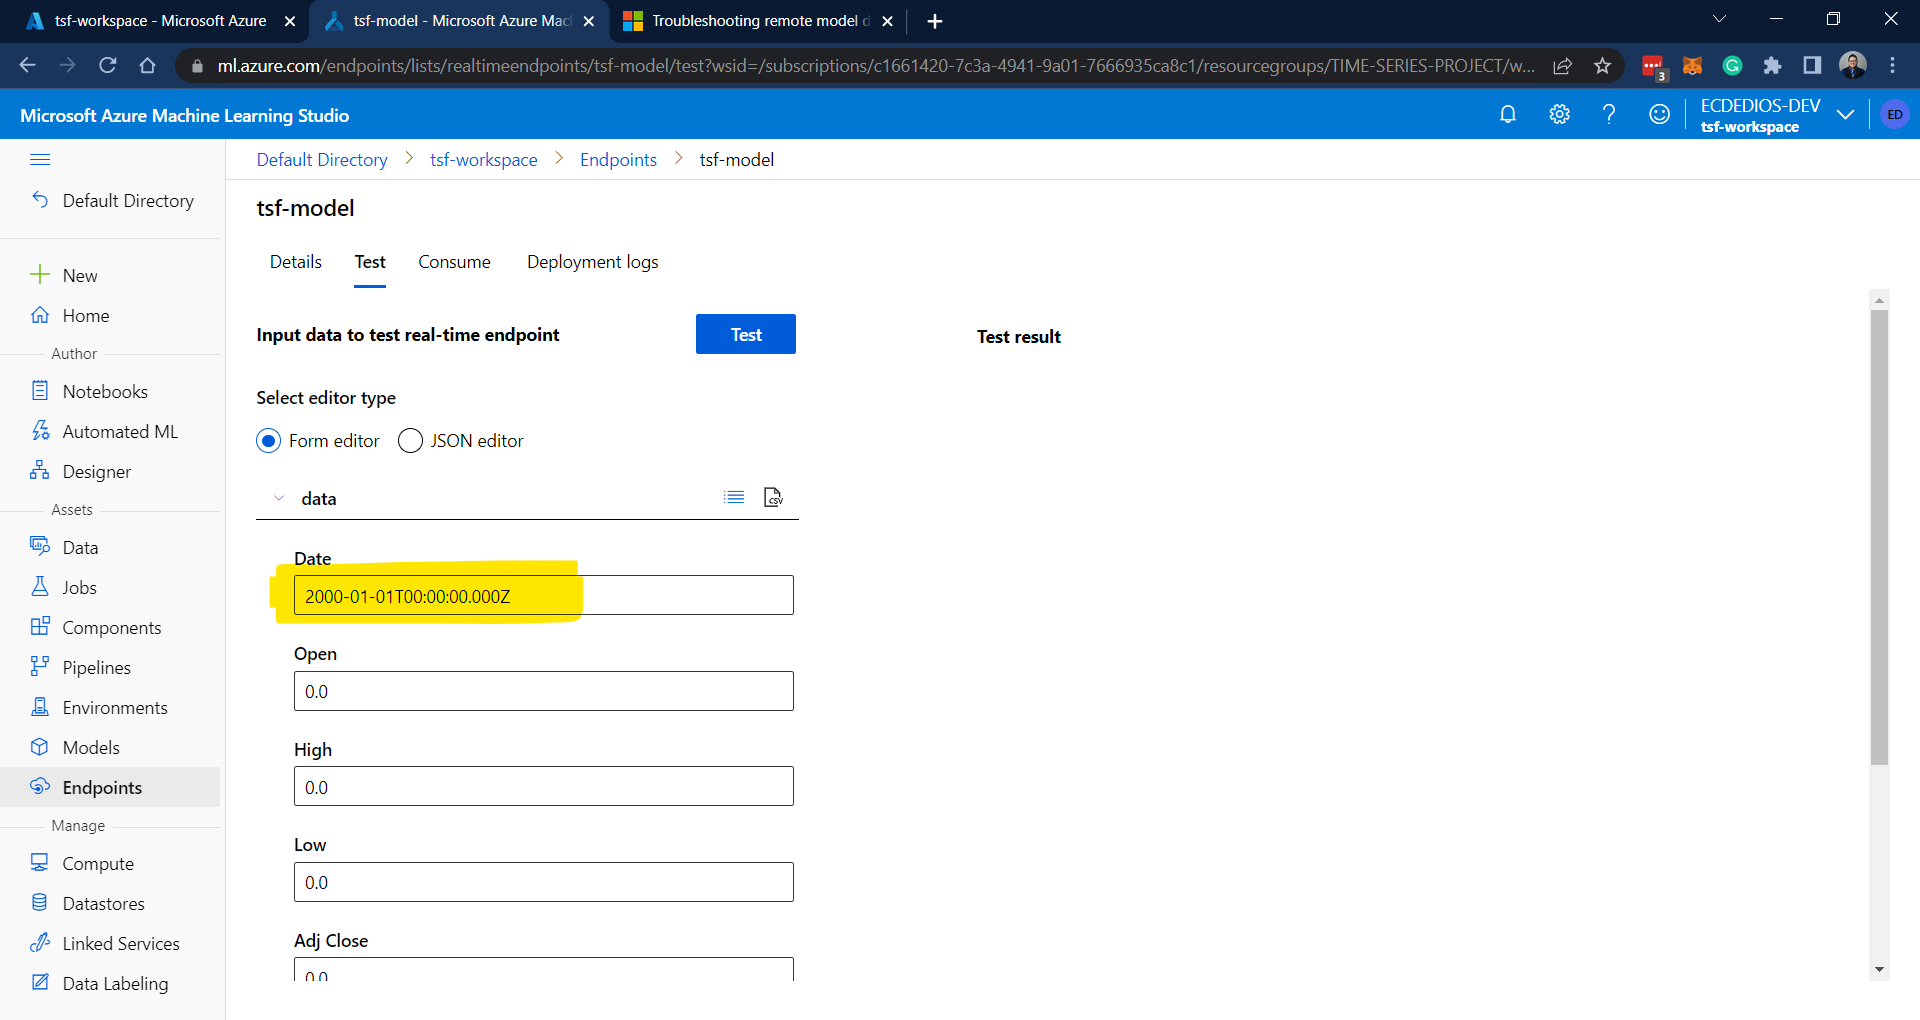 tsf-workspace - Microsoft Azure
tsf-model - Microsoft Azure Mac
Troubleshooting remote model d
ml.azure.com/endpoints/lists/realtimeendpoints/tsf-model/test?wsid=/subscriptions/c1661420-7c3a-4941-9a01-7666935ca8c1/resourcegroups/TIME-SERIES-PROJECT/w...
3
Microsoft Azure Machine Learning Studio
ECDEDIOS-DEV
tsf-workspace
ED
Default Directory
New
Home
Author
Notebooks
Automated ML
Designer
Assets
Data
Jobs
Components
Pipelines
Environments
Models
Endpoints
Manage
Compute
Datastores
Linked Services
Data Labeling
Default Directory > tsf-workspace > Endpoints > tsf-model
tsf-model
Details Test Consume Deployment logs
Input data to test real-time endpoint
Test
Test result
Select editor type
Form editor JSON editor
data
CSV
Date
2000-01-01T00:00:00.000Z
Open
0.0
High
0.0
Low
0.0
Adj Close
0.0